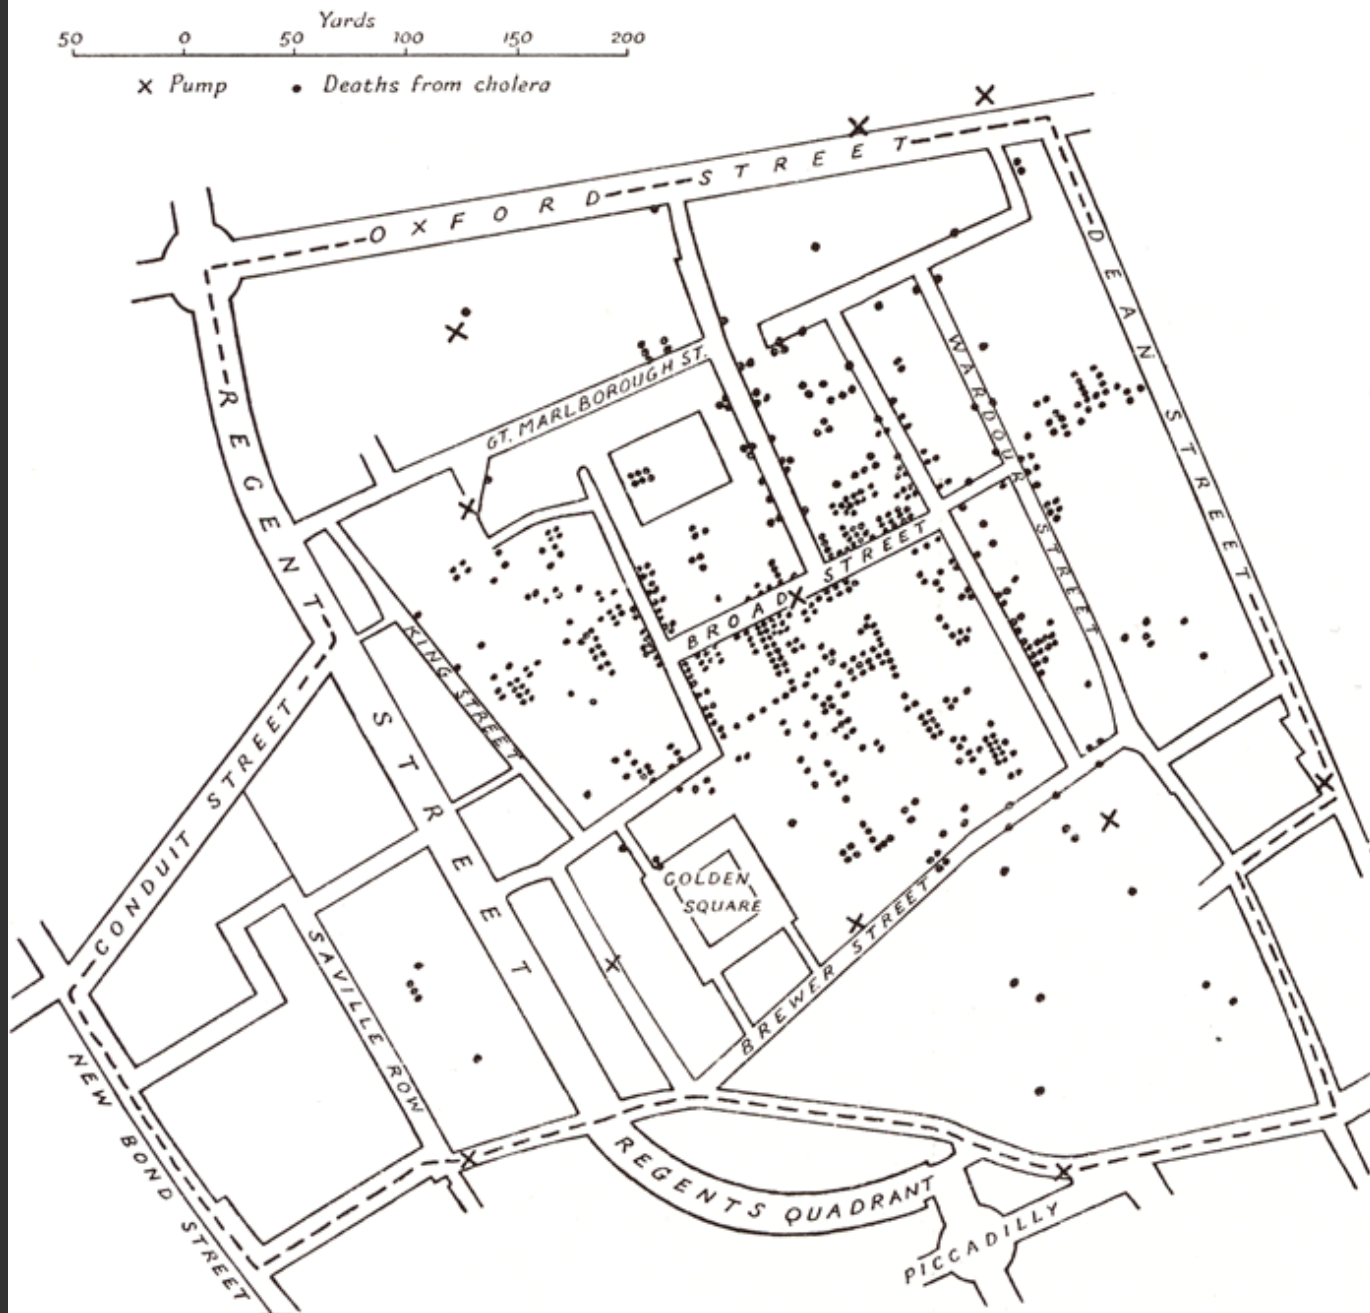 Yards
50 0 50 100 150 200
× Pump • Deaths from cholera
OXFORD STREET
REGENT STREET
DEAN STREET
WARDOUR STREET
GT. MARLBOROUGH ST.
BROAD STREET
KING STREET
CONDUIT STREET
GOLDEN
SQUARE
SAVILLE ROW
BREWER STREET
NEW BOND STREET
REGENTS QUADRANT
PICCADILLY